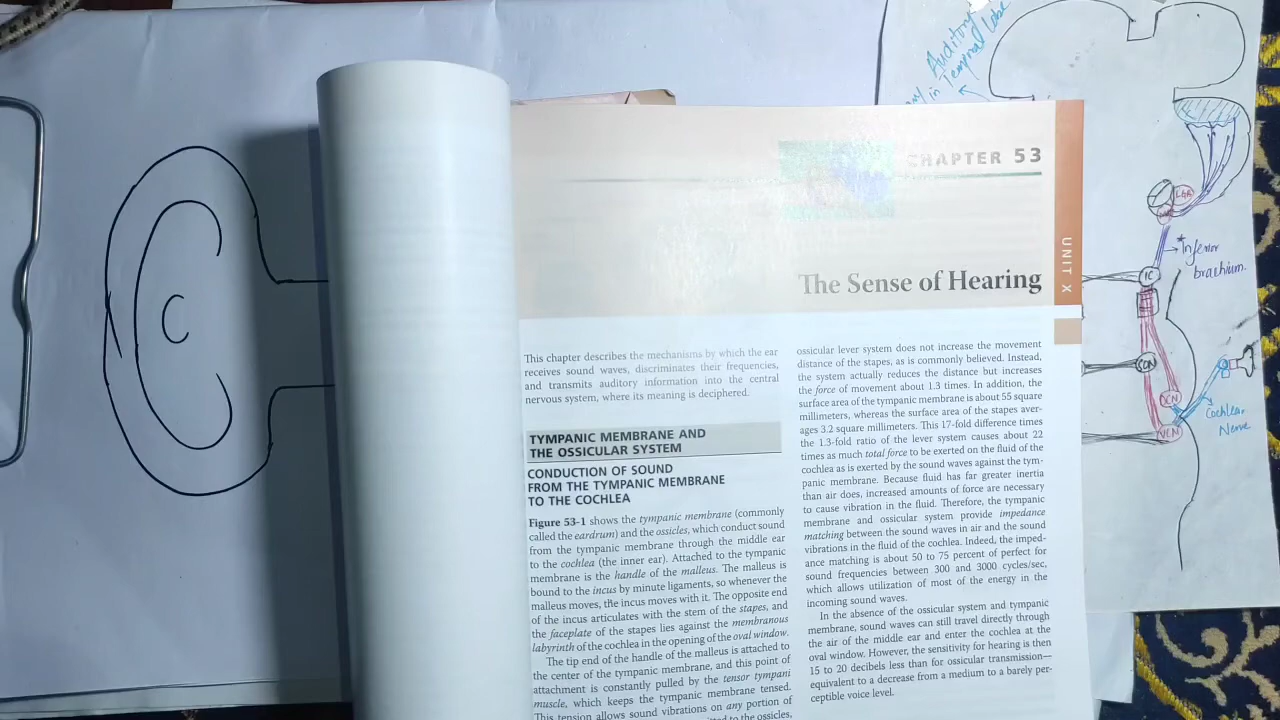 Auditory
in Temporal Lobe
CHAPTER 53
UNIT X
The Sense of Hearing
This chapter describes the mechanisms by which the ear
receives sound waves, discriminates their frequencies,
and transmits auditory information into the central
nervous system, where its meaning is deciphered.
TYMPANIC MEMBRANE AND
THE OSSICULAR SYSTEM
CONDUCTION OF SOUND
FROM THE TYMPANIC MEMBRANE
TO THE COCHLEA
Figure 53-1 shows the tympanic membrane (commonly
called the eardrum) and the ossicles, which conduct sound
from the tympanic membrane through the middle ear
to the cochlea (the inner ear). Attached to the tympanic
membrane is the handle of the malleus. The malleus is
bound to the incus by minute ligaments, so whenever the
malleus moves, the incus moves with it. The opposite end
of the incus articulates with the stem of the stapes, and
the faceplate of the stapes lies against the membranous
labyrinth of the cochlea in the opening of the oval window.
The tip end of the handle of the malleus is attached to
the center of the tympanic membrane, and this point of
attachment is constantly pulled by the tensor tympani
muscle, which keeps the tympanic membrane tensed.
This tension allows sound vibrations on any portion of
to the ossicles,
ossicular lever system does not increase the movement
distance of the stapes, as is commonly believed. Instead,
the system actually reduces the distance but increases
the force of movement about 1.3 times. In addition, the
surface area of the tympanic membrane is about 55 square
millimeters, whereas the surface area of the stapes aver-
ages 3.2 square millimeters. This 17-fold difference times
the 1.3-fold ratio of the lever system causes about 22
times as much total force to be exerted on the fluid of the
cochlea as is exerted by the sound waves against the tym-
panic membrane. Because fluid has far greater inertia
than air does, increased amounts of force are necessary
to cause vibration in the fluid. Therefore, the tympanic
membrane and ossicular system provide impedance
matching between the sound waves in air and the sound
vibrations in the fluid of the cochlea. Indeed, the imped-
ance matching is about 50 to 75 percent of perfect for
sound frequencies between 300 and 3000 cycles/sec,
which allows utilization of most of the energy in the
incoming sound waves.
In the absence of the ossicular system and tympanic
membrane, sound waves can still travel directly through
the air of the middle ear and enter the cochlea at the
oval window. However, the sensitivity for hearing is then
15 to 20 decibels less than for ossicular transmission—
equivalent to a decrease from a medium to a barely per-
ceptible voice level.
*Inferior
brachium.
IC
DCN
VCN
Cochlear
Nerve